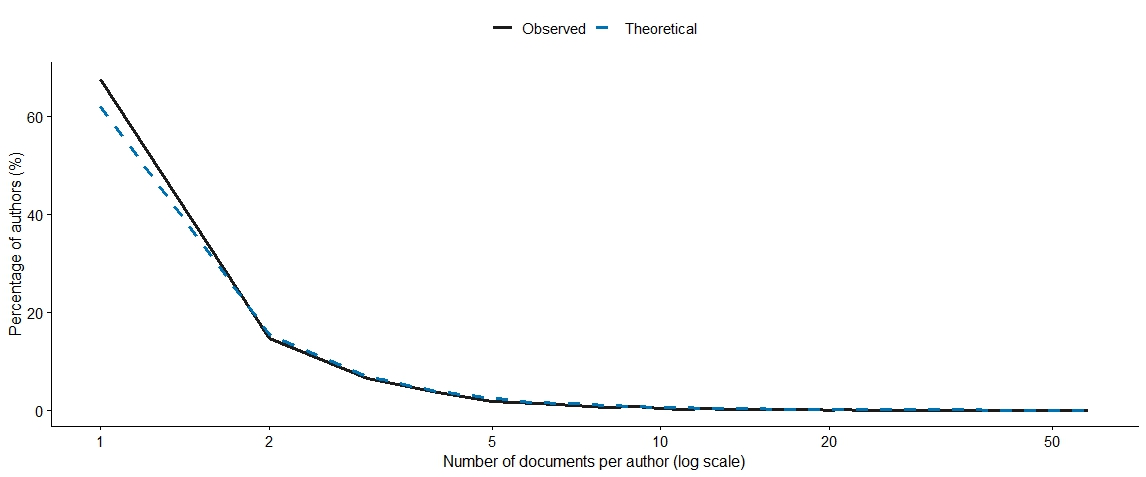 Observed Theoretical
Percentage of authors (%)
60
40
20
0
1 2 5 10 20 50
Number of documents per author (log scale)